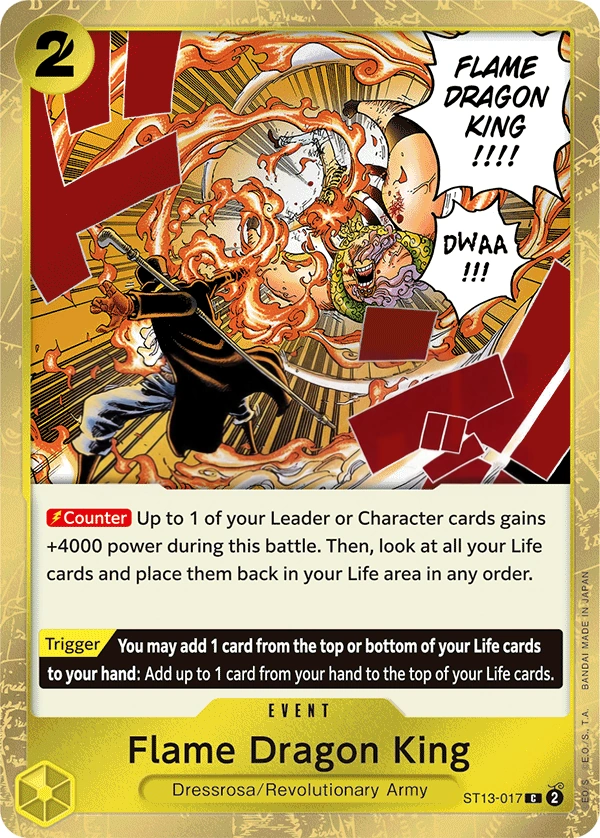 2
FLAME
DRAGON
KING
!!!!
DWAA
!!!
Counter Up to 1 of your Leader or Character cards gains
+4000 power during this battle. Then, look at all your Life
cards and place them back in your Life area in any order.
Trigger You may add 1 card from the top or bottom of your Life cards
to your hand: Add up to 1 card from your hand to the top of your Life cards.
EVENT
Flame Dragon King
Dressrosa/Revolutionary Army
ST13-017 C 2
BANDAI MADE IN JAPAN